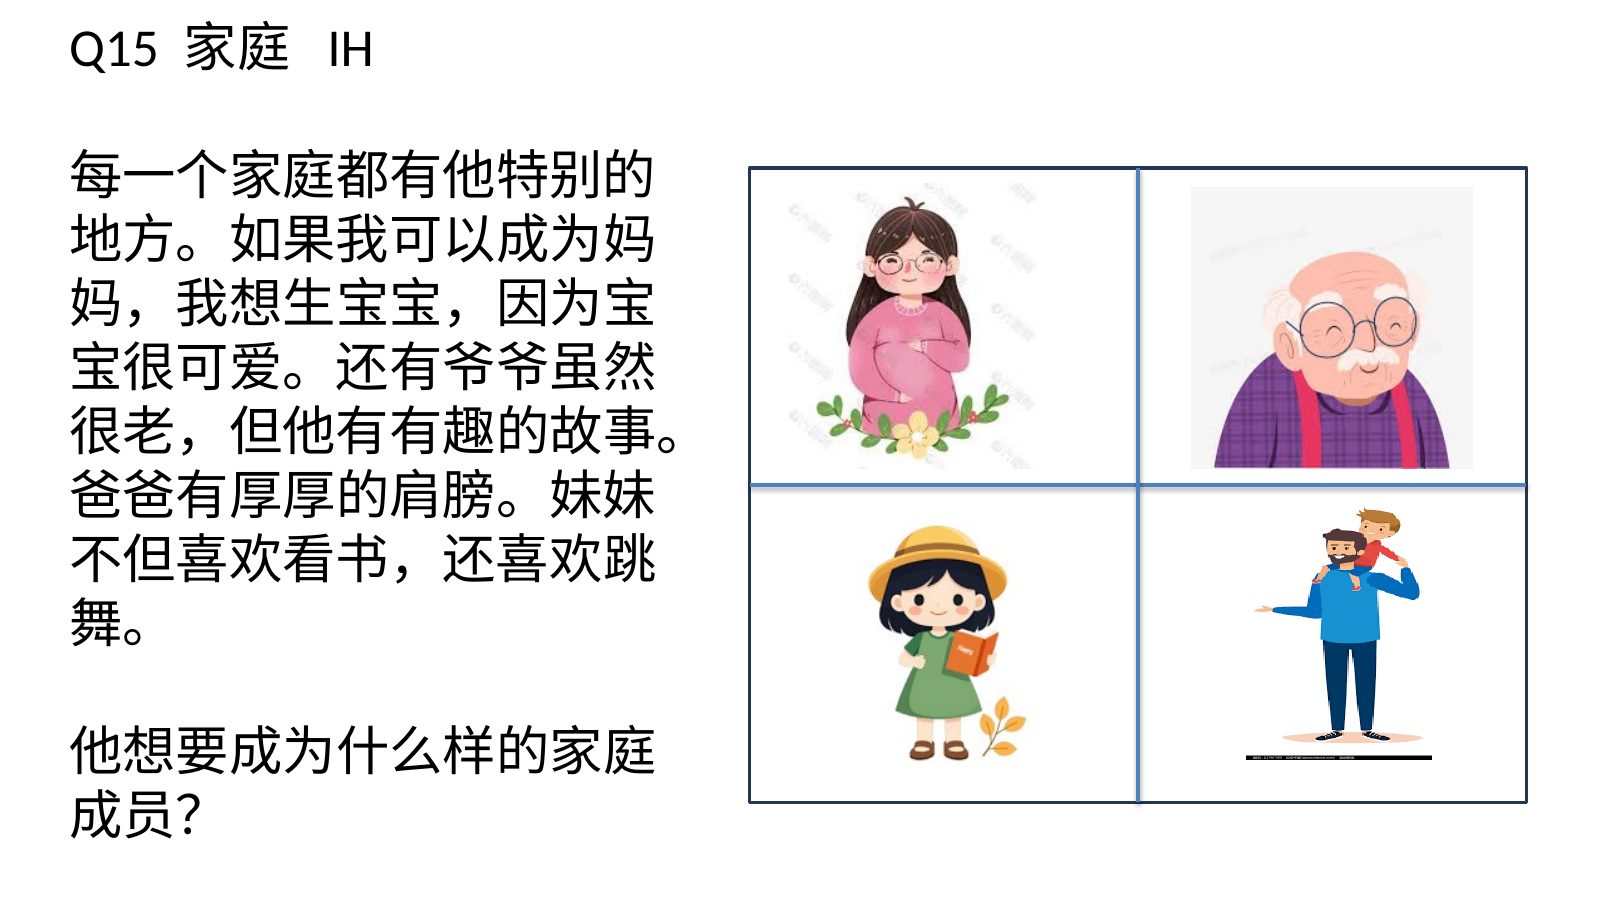 Q15 家庭 IH
每一个家庭都有他特别的
地方。如果我可以成为妈
妈，我想生宝宝，因为宝
宝很可爱。还有爷爷虽然
很老，但他有有趣的故事。
爸爸有厚厚的肩膀。妹妹
不但喜欢看书，还喜欢跳
舞。
他想要成为什么样的家庭
成员？
Happy